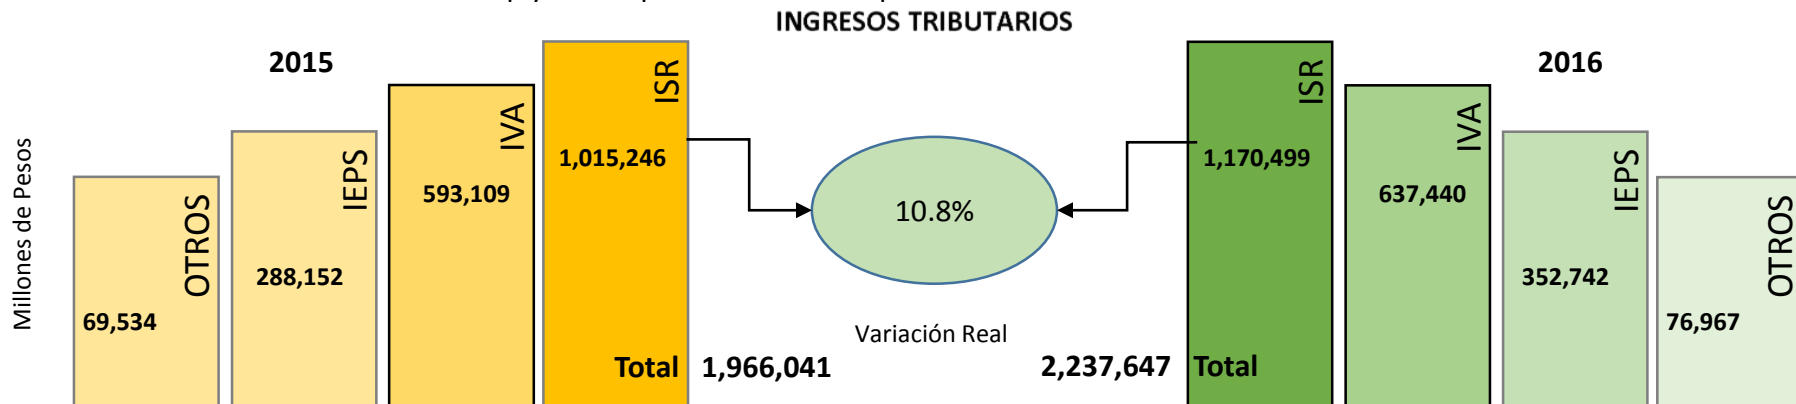 INGRESOS TRIBUTARIOS
2015
2016
Millones de Pesos
OTROS
69,534
IEPS
288,152
IVA
593,109
ISR
1,015,246
Total 1,966,041
10.8%
Variación Real
ISR
1,170,499
2,237,647 Total
IVA
637,440
IEPS
352,742
OTROS
76,967